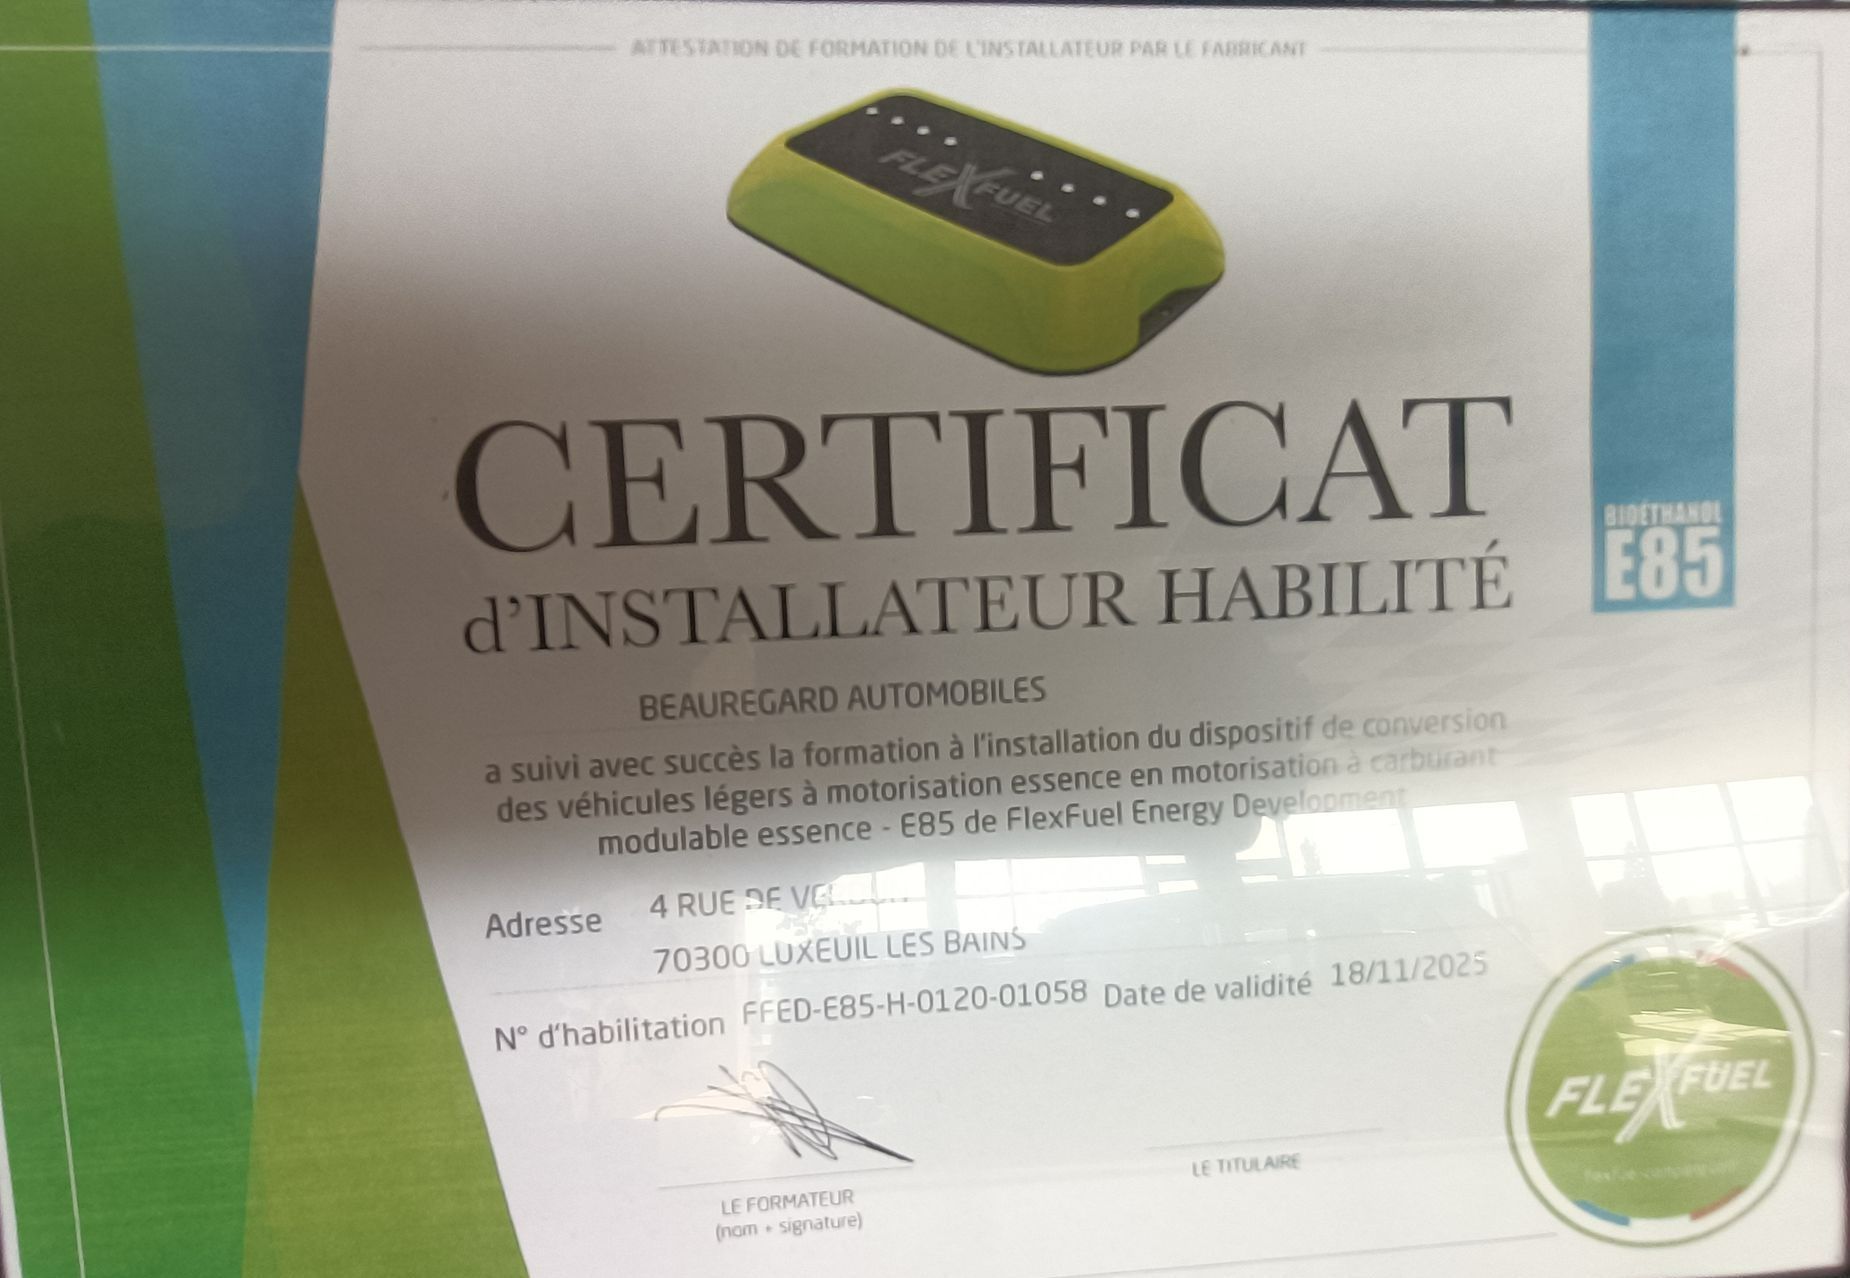 ATTESTATION DE FORMATION DE L'INSTALLATEUR PAR LE FABRICANT
FLEXFUEL
CERTIFICAT
d'INSTALLATEUR HABILITÉ
BIOÉTHANOL
E85
BEAUREGARD AUTOMOBILES
a suivi avec succès la formation à l'installation du dispositif de conversion
des véhicules légers à motorisation essence en motorisation à carburant
modulable essence - E85 de FlexFuel Energy Development
Adresse 4 RUE DE
70300 LUXEUIL LES BAINS
N° d'habilitation FFED-E85-H-0120-01058 Date de validité 18/11/2025
FLEXFUEL
LE FORMATEUR
(nom + signature)
LE TITULAIRE